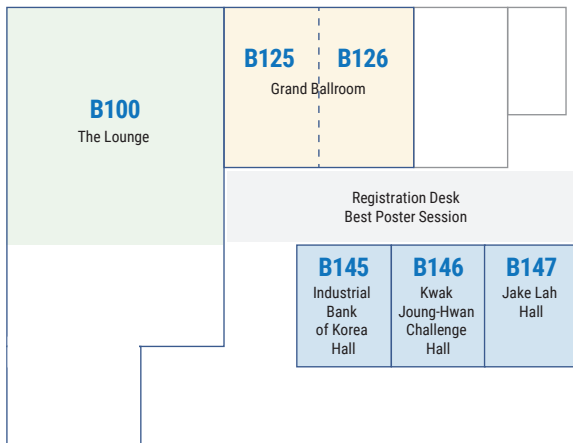 B100
The Lounge
B125
B126
Grand Ballroom
Registration Desk
Best Poster Session
B145
Industrial
Bank
of Korea
Hall
B146
Kwak
Joung-Hwan
Challenge
Hall
B147
Jake Lah
Hall